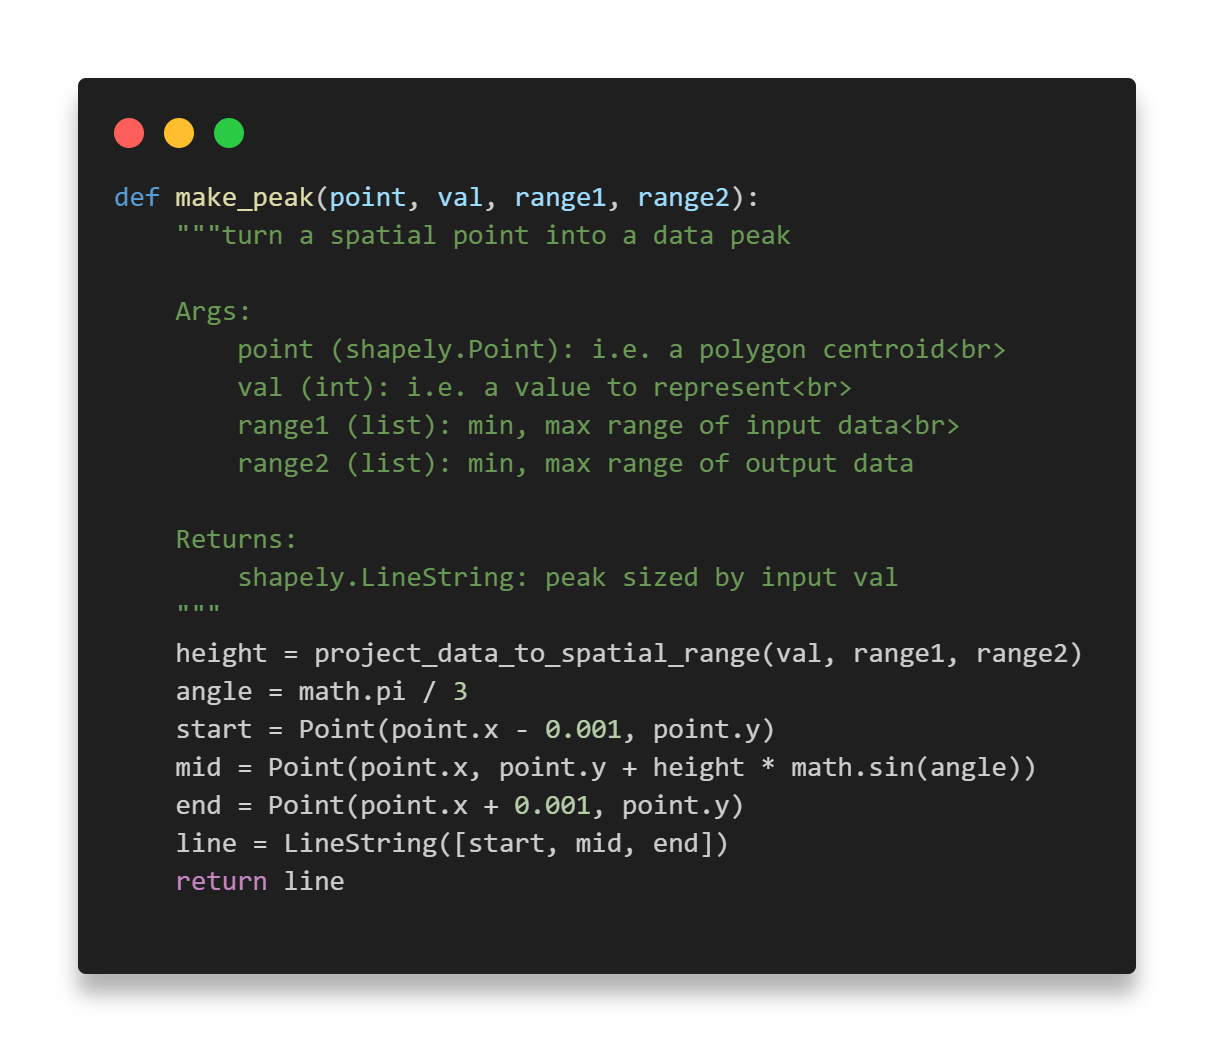 def make_peak(point, val, range1, range2):
    """turn a spatial point into a data peak

    Args:
        point (shapely.Point): i.e. a polygon centroid<br>
        val (int): i.e. a value to represent<br>
        range1 (list): min, max range of input data<br>
        range2 (list): min, max range of output data

    Returns:
        shapely.LineString: peak sized by input val
    """
    height = project_data_to_spatial_range(val, range1, range2)
    angle = math.pi / 3
    start = Point(point.x - 0.001, point.y)
    mid = Point(point.x, point.y + height * math.sin(angle))
    end = Point(point.x + 0.001, point.y)
    line = LineString([start, mid, end])
    return line